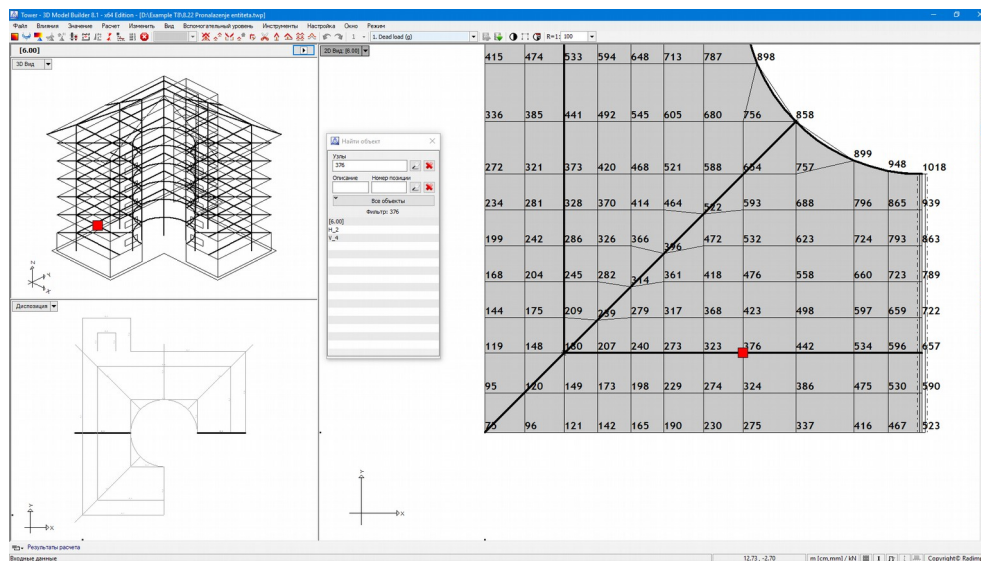 Tower - 3D Model Builder 8.1 - x64 Edition - [D:\Example T8\8.22 Pronalazenje entiteta.twp]
Файл Влияния Значение Расчет Изменить Вид Вспомогательный уровень Инструменты Настройка Окно Режим
1. Dead load (g) R=1: 100
[6.00]
3D Вид
2D Вид: [6.00]
Найти объект
Узлы
376
Описание Номер позиции
Все объекты
Фильтр: 376
[6.00]
H_2
V_4
Диспозиция
415 474 533 594 648 713 787 898
336 385 441 492 545 605 680 756 858
272 321 373 420 468 521 588 654 757 899 948 1018
234 281 328 370 414 464 522 593 688 796 865 939
199 242 286 326 366 396 472 532 623 724 793 863
168 204 245 282 314 361 418 476 558 660 723 789
144 175 209 239 279 317 368 423 498 597 659 722
119 148 180 207 240 273 323 376 442 534 596 657
95 120 149 173 198 229 274 324 386 475 530 590
75 96 121 142 165 190 230 275 337 416 467 523
Результаты расчета
Входные данные
12.73, -2.70 m [cm,mm] / kN Copyright© Radimp